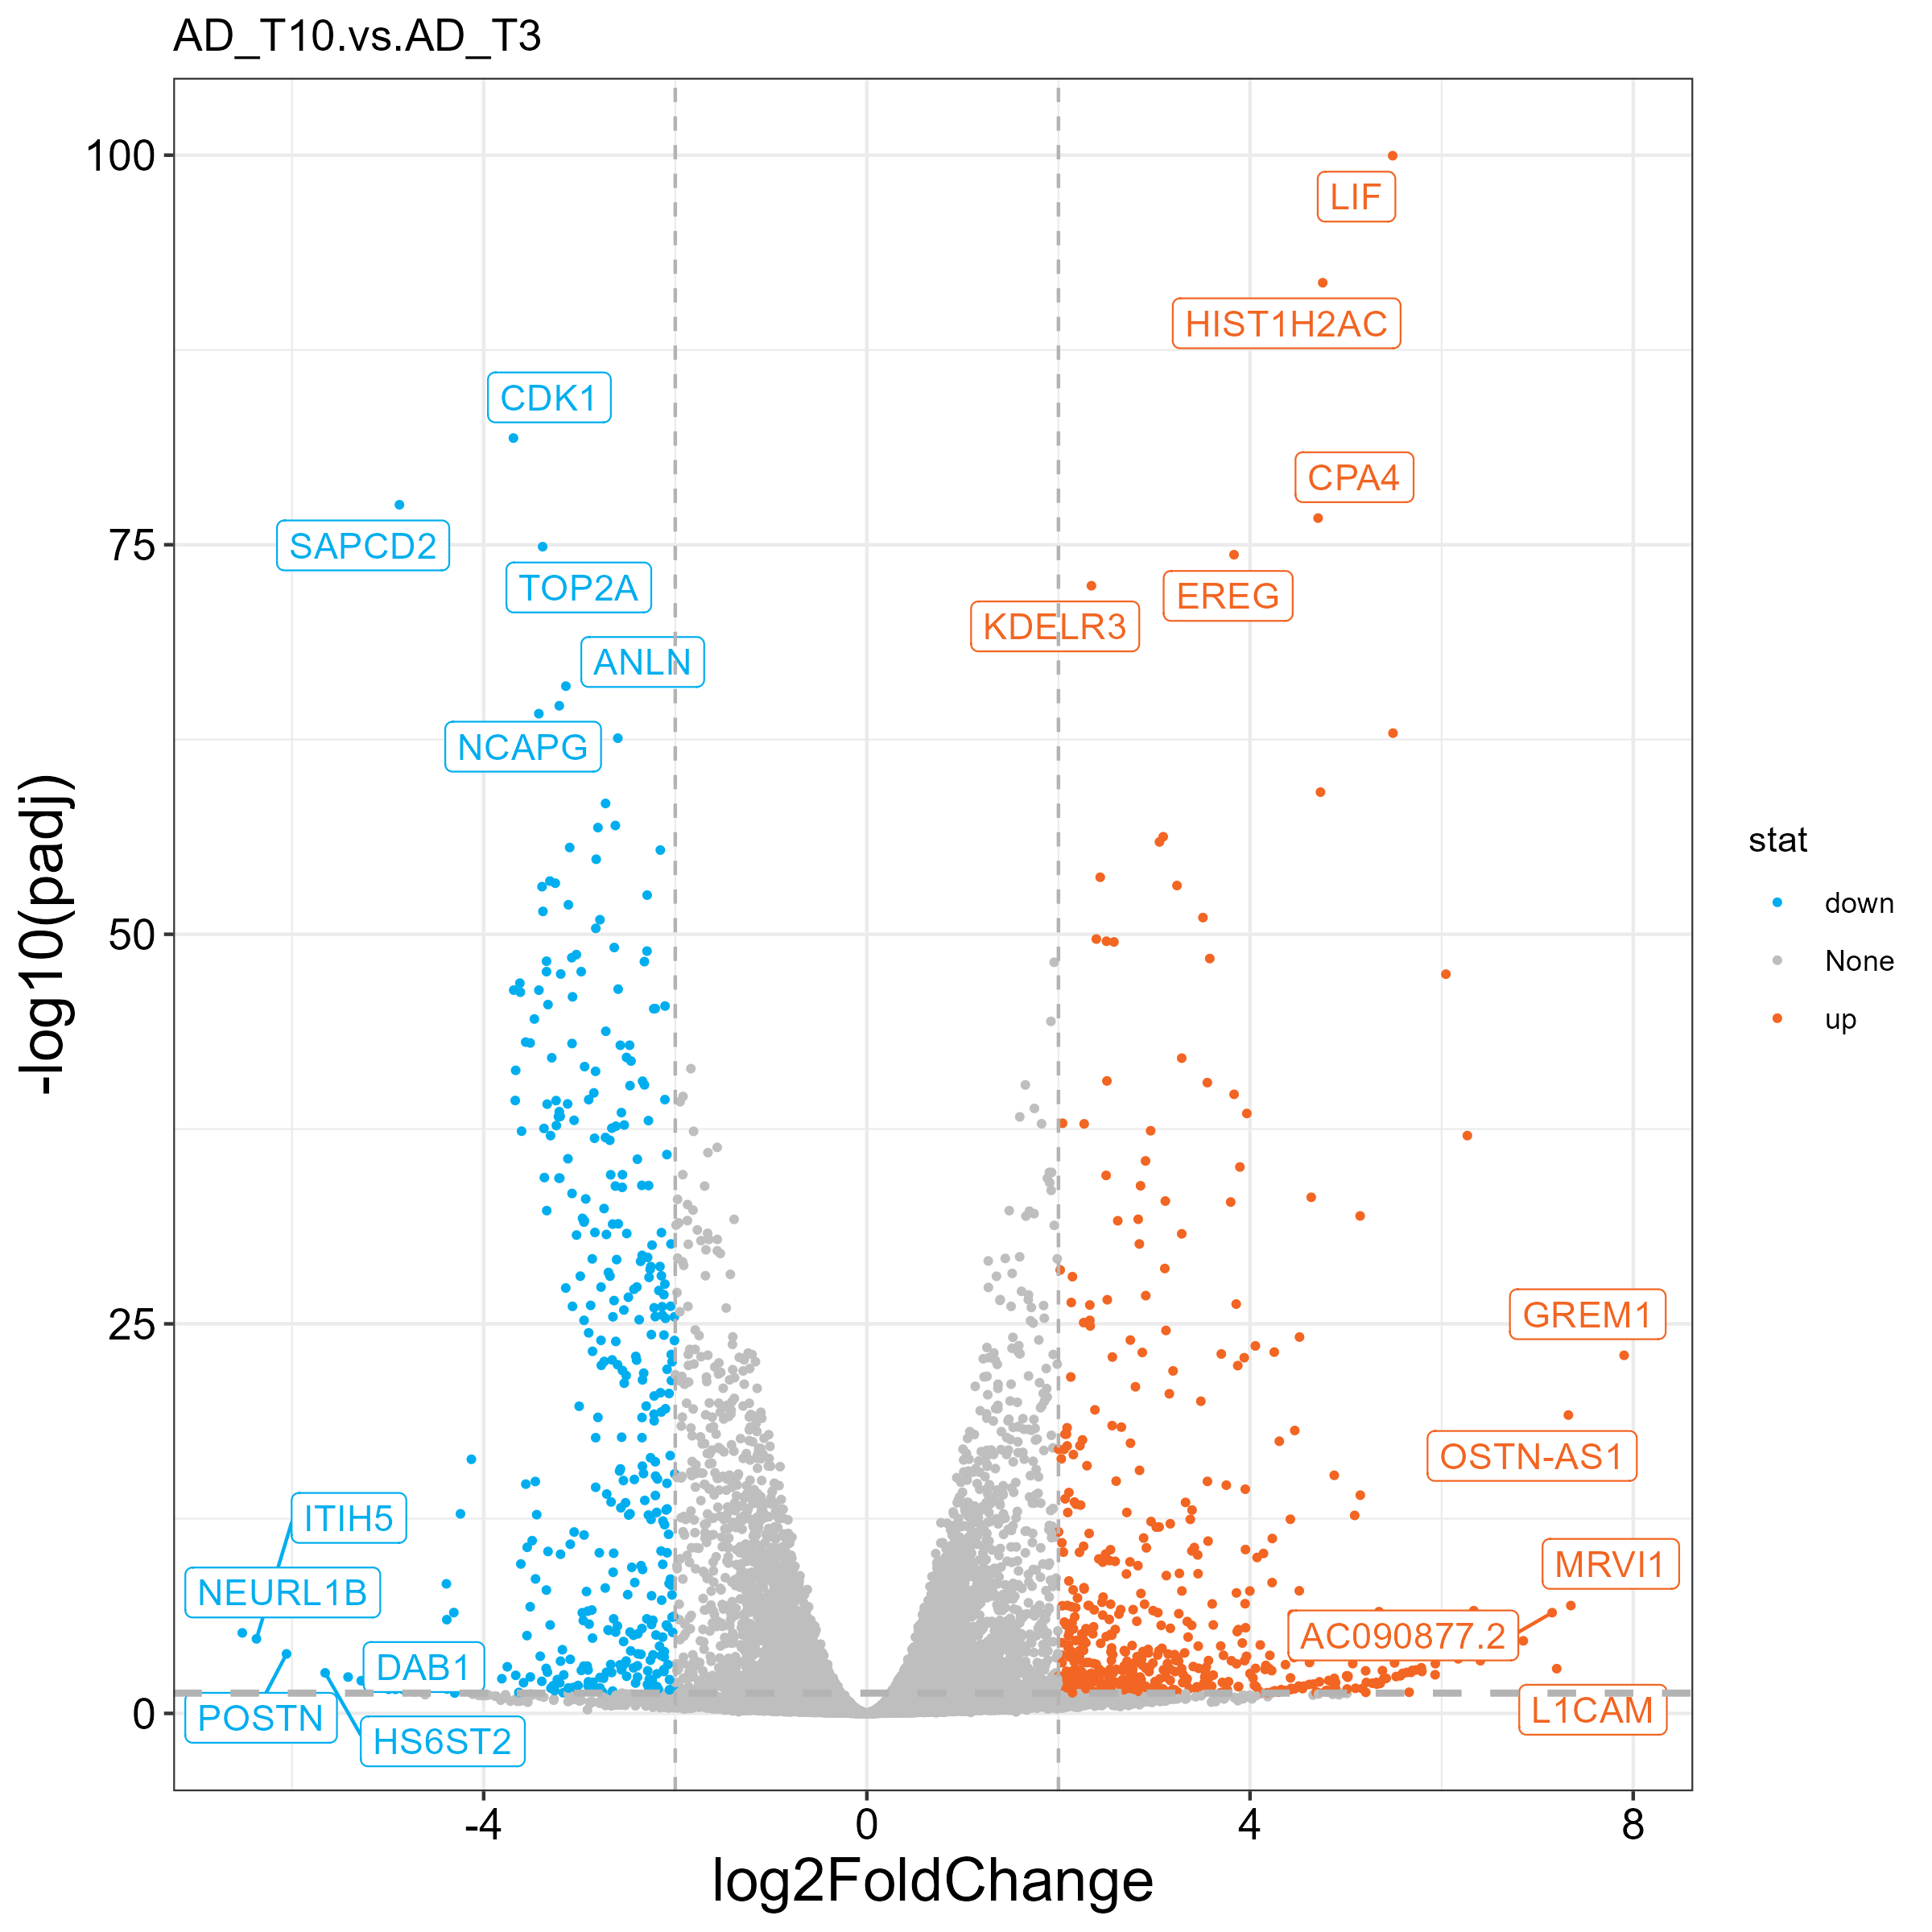 AD_T10.vs.AD_T3
100
LIF
HIST1H2AC
CDK1
CPA4
75
SAPCD2
TOP2A
EREG
KDELR3
ANLN
NCAPG
-log10(padj)
stat
down
None
up
50
25
GREM1
OSTN-AS1
ITIH5
MRVI1
NEURL1B
AC090877.2
DAB1
0
POSTN
L1CAM
HS6ST2
-4
0
4
8
log2FoldChange